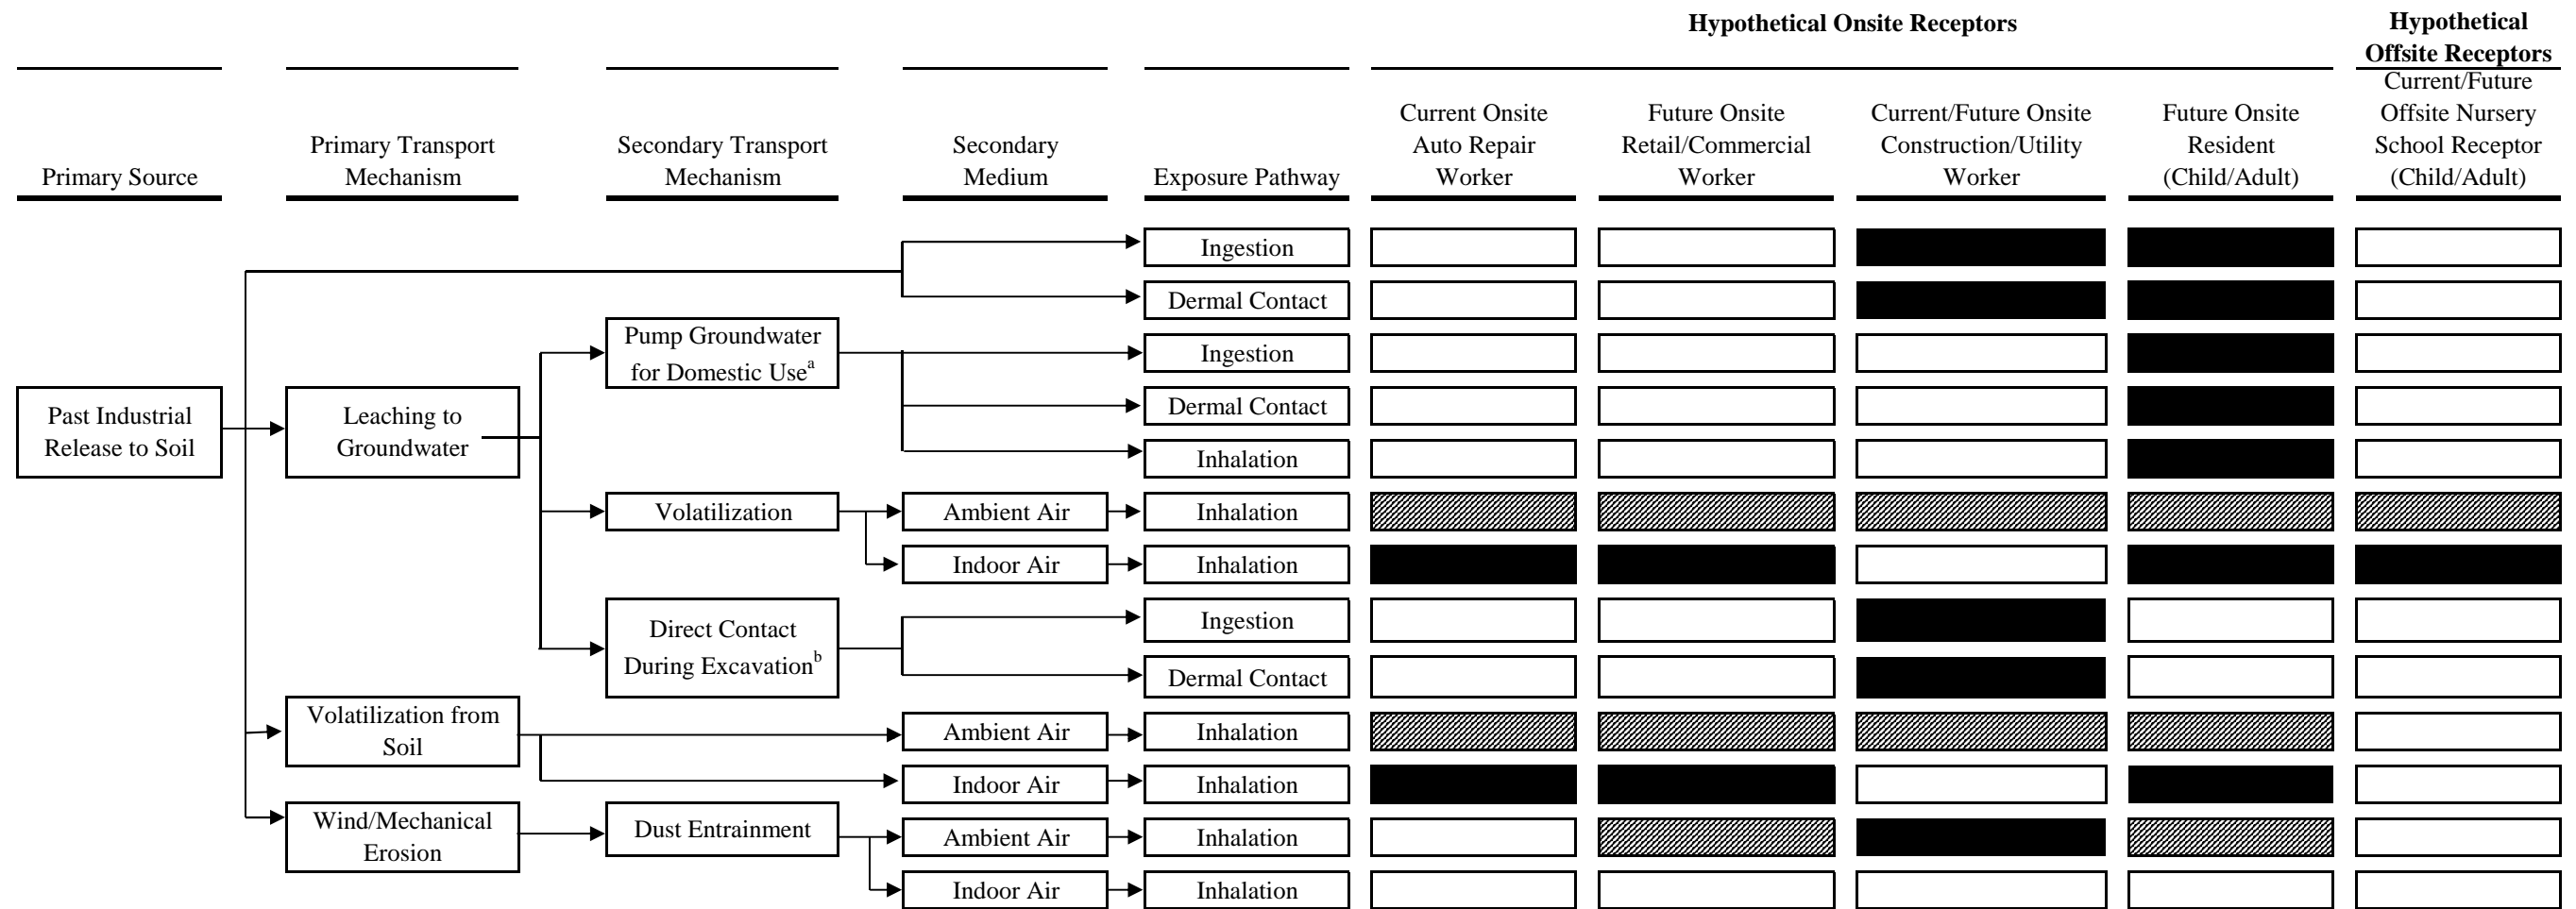 Hypothetical Onsite Receptors
Hypothetical
Offsite Receptors
Primary Source
Primary Transport
Mechanism
Secondary Transport
Mechanism
Secondary
Medium
Exposure Pathway
Current Onsite
Auto Repair
Worker
Future Onsite
Retail/Commercial
Worker
Current/Future Onsite
Construction/Utility
Worker
Future Onsite
Resident
(Child/Adult)
Current/Future
Offsite Nursery
School Receptor
(Child/Adult)
Ingestion
Dermal Contact
Pump Groundwater
for Domestic Useᵃ
Ingestion
Past Industrial
Release to Soil
Leaching to
Groundwater
Dermal Contact
Inhalation
Volatilization
Ambient Air
Inhalation
Indoor Air
Inhalation
Direct Contact
During Excavationᵇ
Ingestion
Dermal Contact
Volatilization from
Soil
Ambient Air
Inhalation
Indoor Air
Inhalation
Wind/Mechanical
Erosion
Dust Entrainment
Ambient Air
Inhalation
Indoor Air
Inhalation